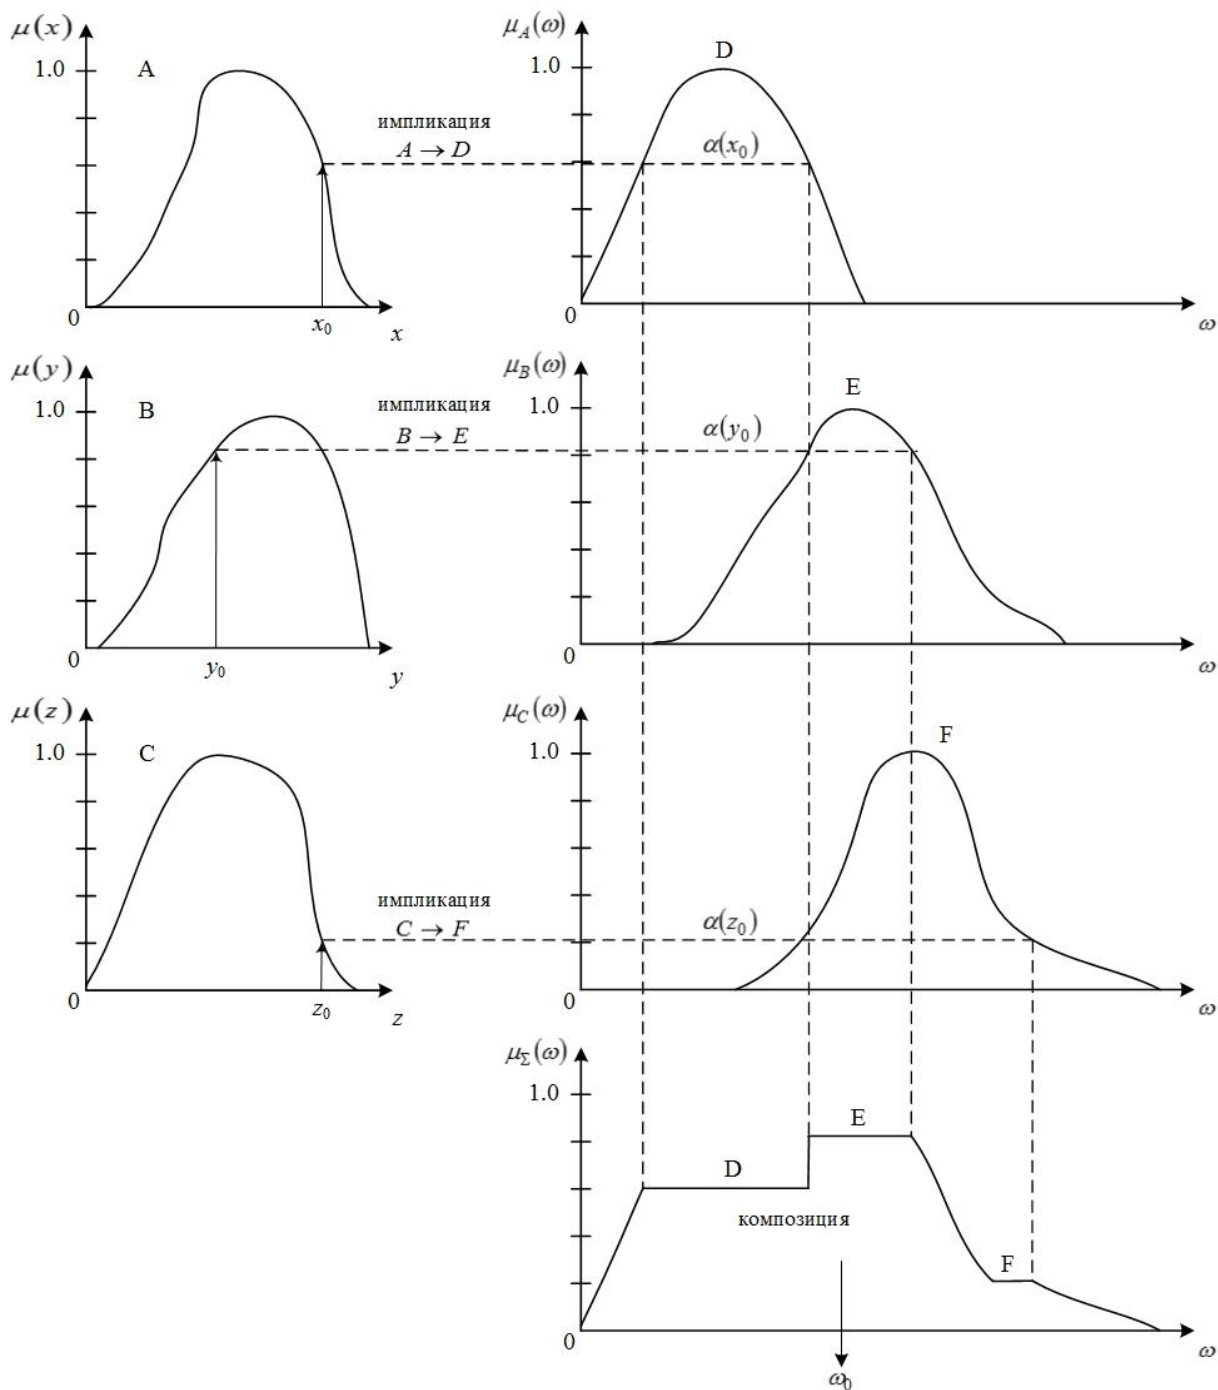 μ(x)
1.0
A
0
x₀
x
импликация
A → D
μ_A(ω)
1.0
D
α(x₀)
0
ω
μ(y)
1.0
B
0
y₀
y
импликация
B → E
μ_B(ω)
1.0
E
α(y₀)
0
ω
μ(z)
1.0
C
0
z₀
z
импликация
C → F
μ_C(ω)
1.0
F
α(z₀)
0
ω
μ_Σ(ω)
1.0
E
D
композиция
F
0
ω
ω₀